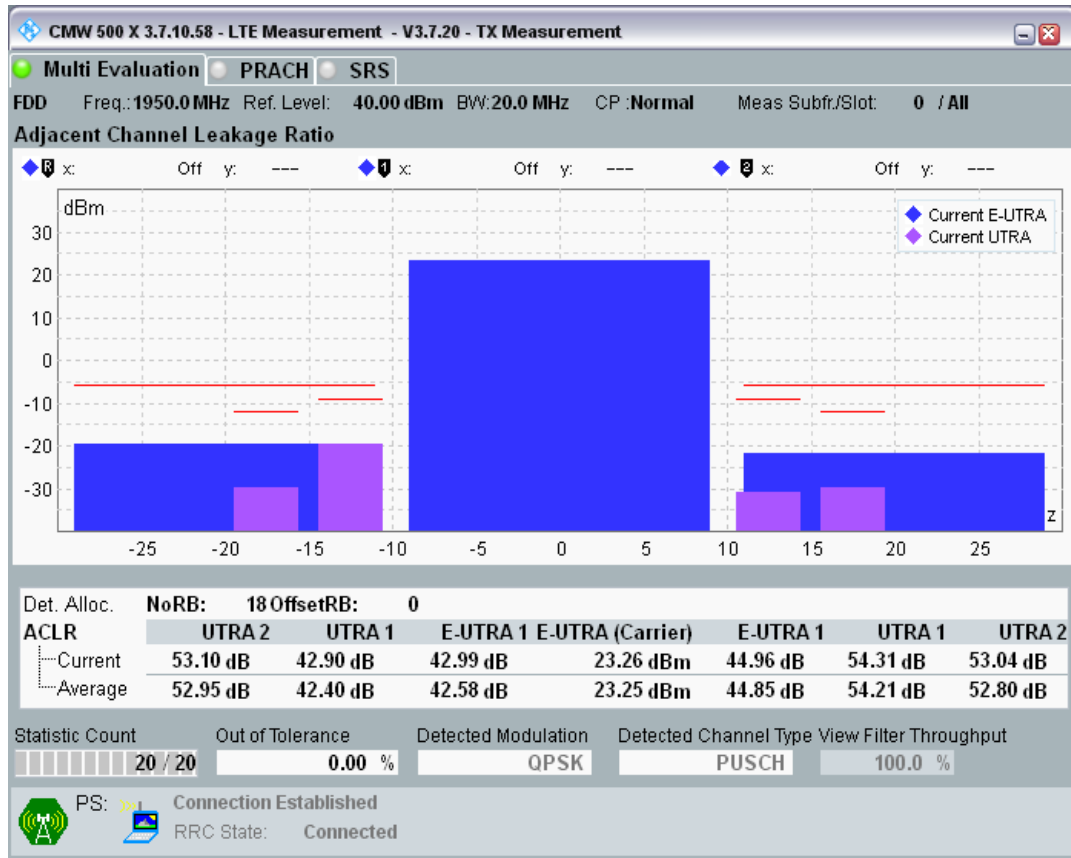 CMW 500 X 3.7.10.58 - LTE Measurement - V3.7.20 - TX Measurement
Multi Evaluation PRACH SRS
FDD Freq.:1950.0 MHz Ref. Level: 40.00 dBm BW:20.0 MHz CP :Normal Meas Subfr./Slot: 0 / All
Adjacent Channel Leakage Ratio
R x: Off y: --- 1 x: Off y: --- 2 x: Off y: ---
dBm
Current E-UTRA
Current UTRA
30
20
10
0
-10
-20
-30
z
-25 -20 -15 -10 -5 0 5 10 15 20 25
Det. Alloc. NoRB: 18 OffsetRB: 0
ACLR UTRA 2 UTRA 1 E-UTRA 1 E-UTRA (Carrier) E-UTRA 1 UTRA 1 UTRA 2
Current 53.10 dB 42.90 dB 42.99 dB 23.26 dBm 44.96 dB 54.31 dB 53.04 dB
Average 52.95 dB 42.40 dB 42.58 dB 23.25 dBm 44.85 dB 54.21 dB 52.80 dB
Statistic Count Out of Tolerance Detected Modulation Detected Channel Type View Filter Throughput
20 / 20 0.00 % QPSK PUSCH 100.0 %
PS: Connection Established
RRC State: Connected